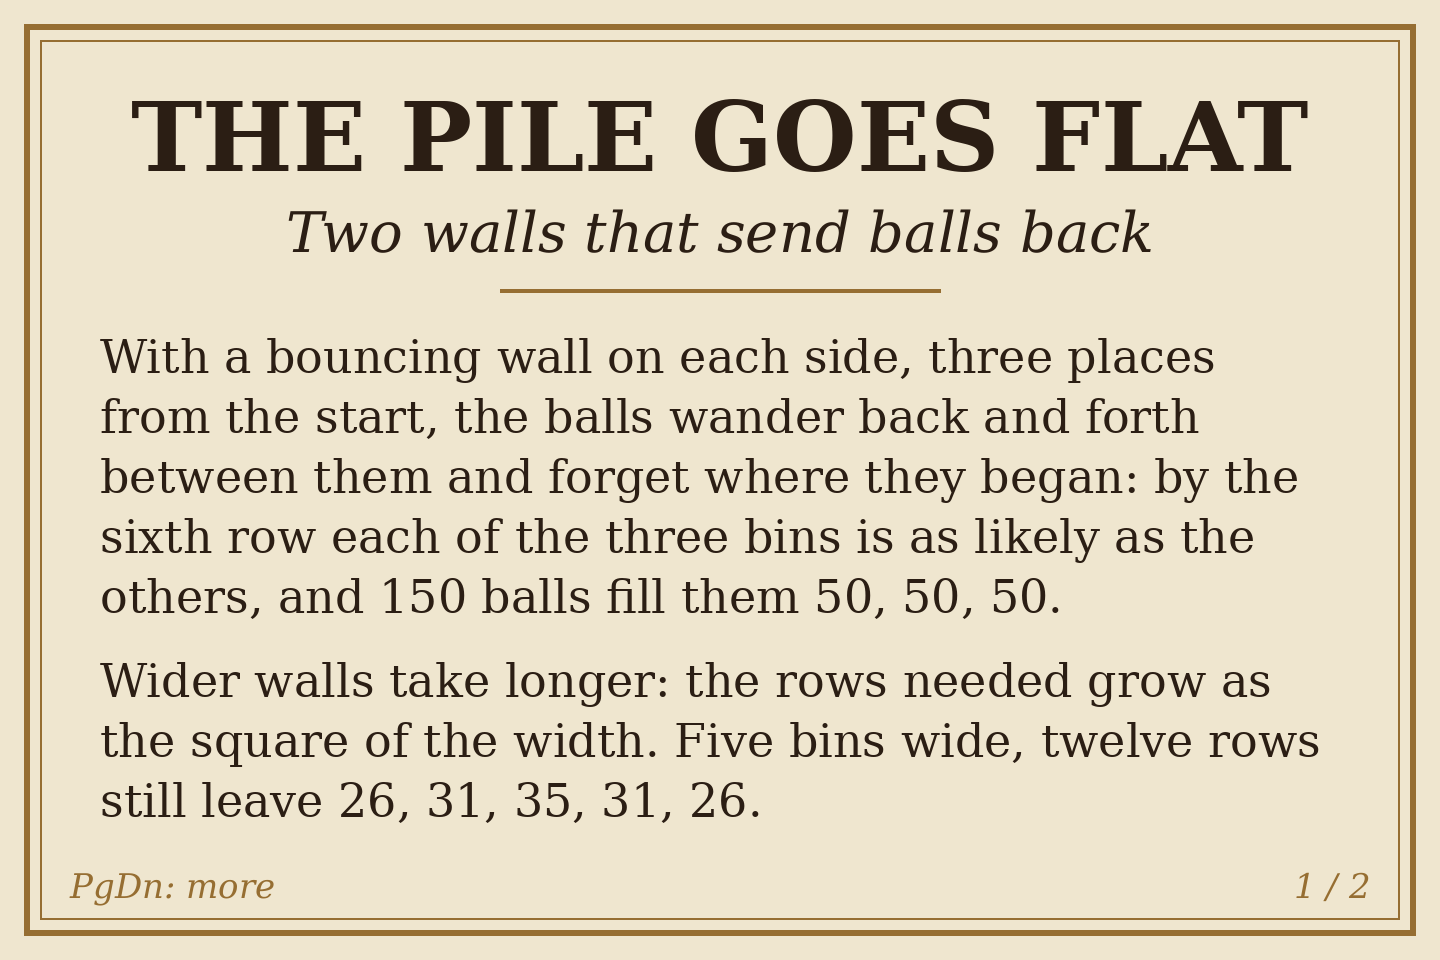 THE PILE GOES FLAT
Two walls that send balls back
With a bouncing wall on each side, three places
from the start, the balls wander back and forth
between them and forget where they began: by the
sixth row each of the three bins is as likely as the
others, and 150 balls fill them 50, 50, 50.
Wider walls take longer: the rows needed grow as
the square of the width. Five bins wide, twelve rows
still leave 26, 31, 35, 31, 26.
PgDn: more
1 / 2